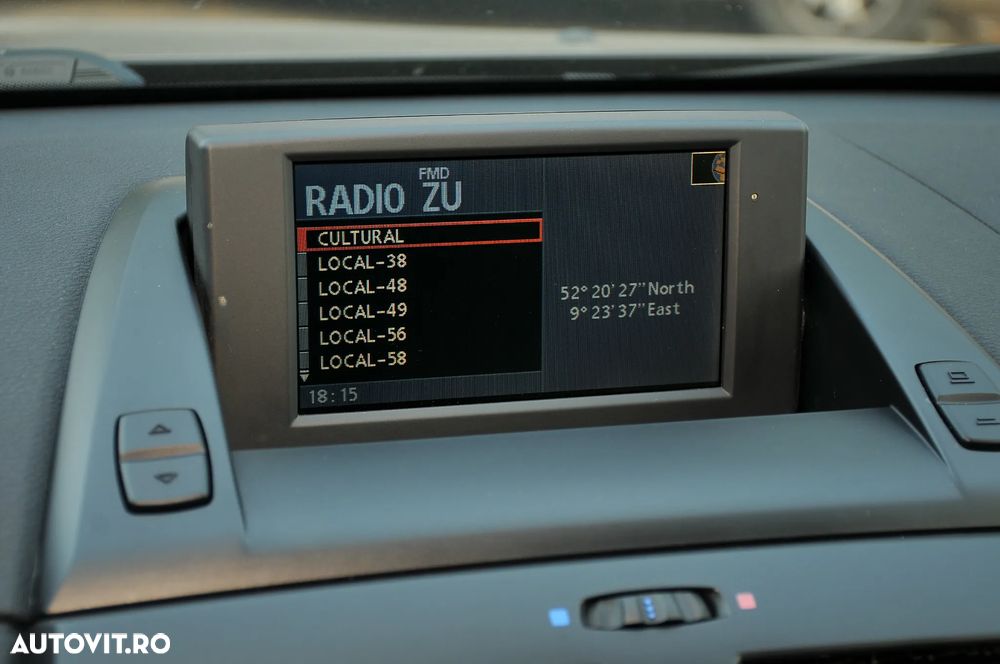 FMD
RADIO ZU
CULTURAL
LOCAL-38
LOCAL-48
LOCAL-49
LOCAL-56
LOCAL-58
52° 20' 27" North
9° 23' 37" East
18:15
AUTOVIT.RO